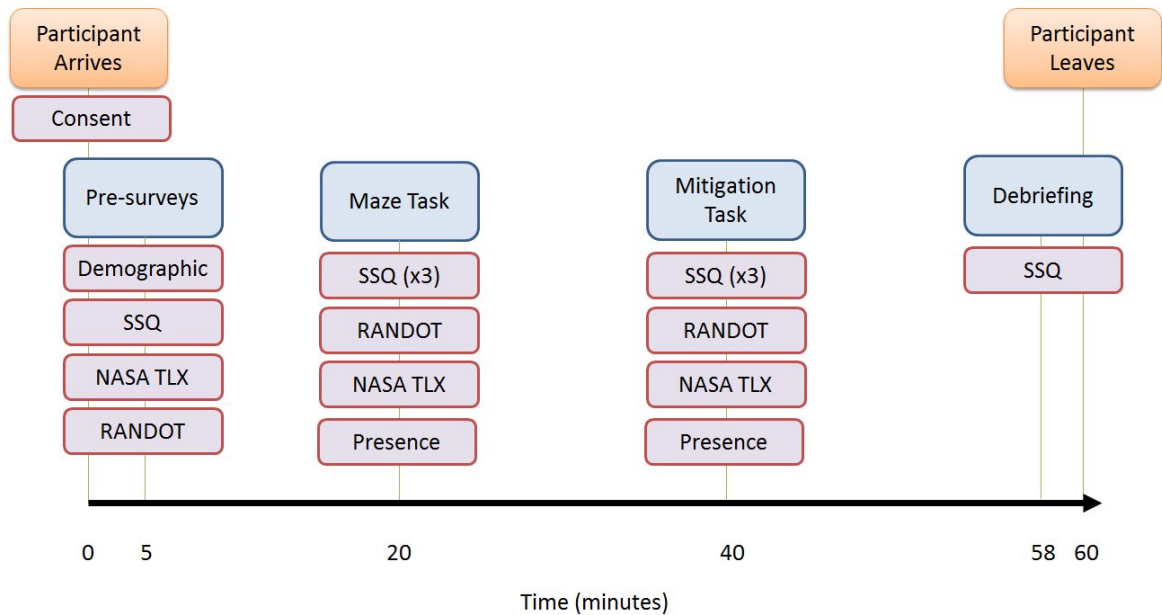 Participant
Arrives
Participant
Leaves
Consent
Pre-surveys
Maze Task
Mitigation
Task
Debriefing
Demographic
SSQ
NASA TLX
RANDOT
SSQ (x3)
RANDOT
NASA TLX
Presence
SSQ (x3)
RANDOT
NASA TLX
Presence
SSQ
0
5
20
40
58
60
Time (minutes)